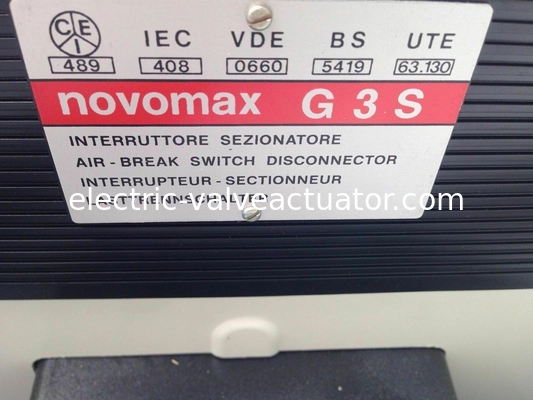 CEI IEC VDE BS UTE
489 408 0660 5419 63.130
novomax G 3 S
INTERRUTTORE SEZIONATORE
AIR-BREAK SWITCH DISCONNECTOR
INTERRUPTEUR-SECTIONNEUR
LASTTRENNSCHALTER
electric-valveactuator.com